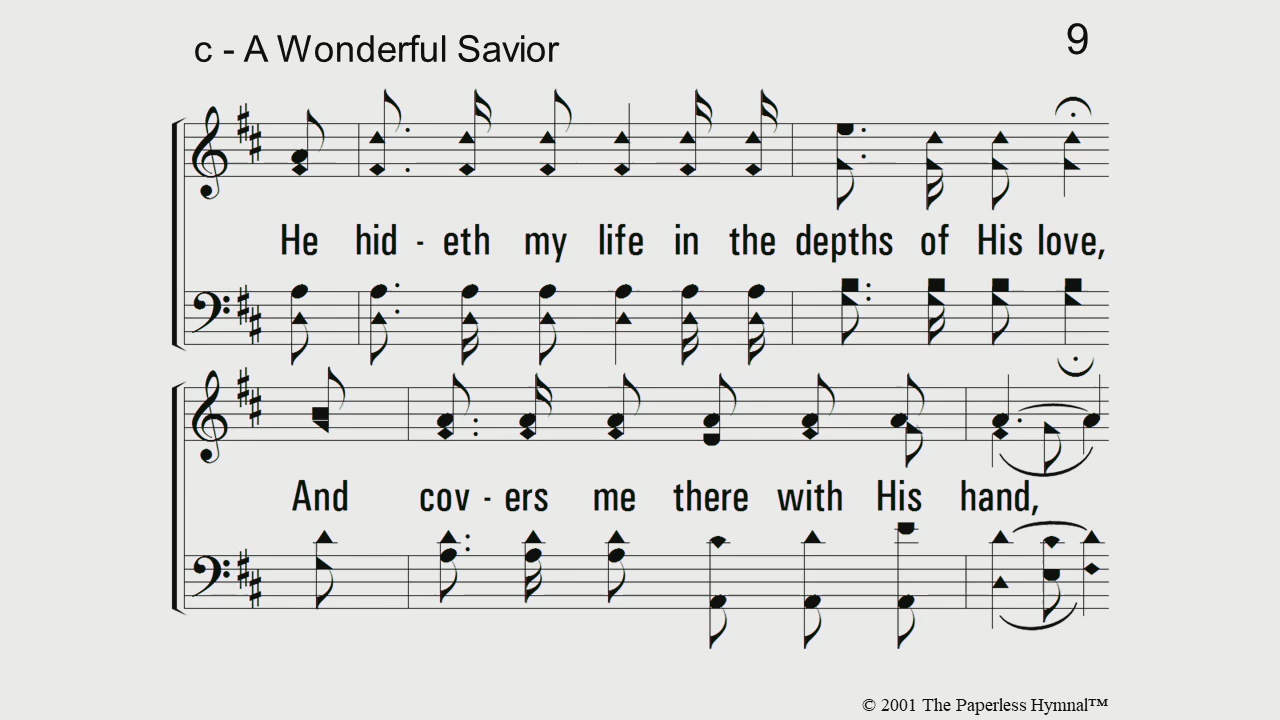 c - A Wonderful Savior
9
He hid - eth my life in the depths of His love,
And cov - ers me there with His hand,
© 2001 The Paperless Hymnal™